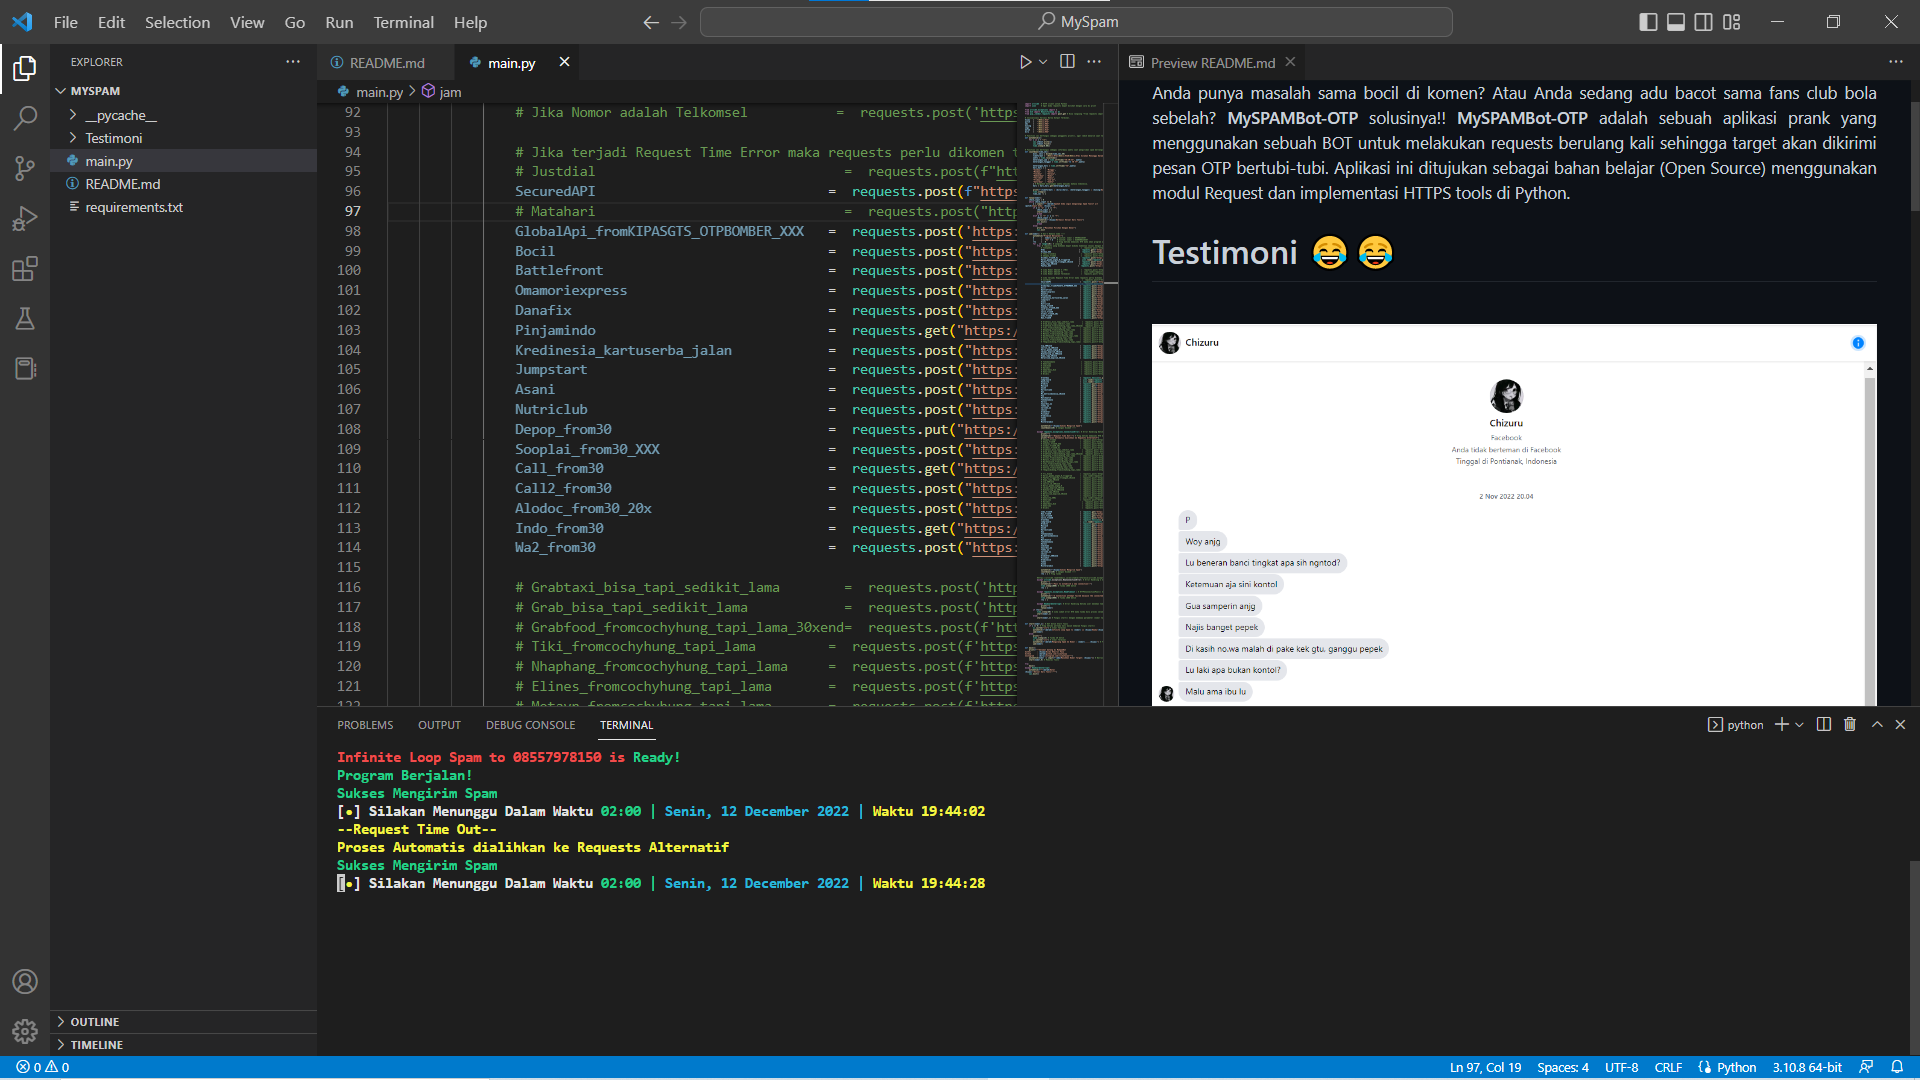 File Edit Selection View Go Run Terminal Help
MySpam
EXPLORER
MYSPAM
__pycache__
Testimoni
main.py
README.md
requirements.txt
OUTLINE
TIMELINE
README.md
main.py
main.py > jam
92 # Jika Nomor adalah Telkomsel = requests.post('https
93
94 # Jika terjadi Request Time Error maka requests perlu dikomen t
95 # Justdial = requests.post(f"htt
96 SecuredAPI = requests.post(f"https
97 # Matahari = requests.post("http
98 GlobalApi_fromKIPASGTS_OTPBOMBER_XXX = requests.post('https:
99 Bocil = requests.post("https:
100 Battlefront = requests.post("https:
101 Omamoriexpress = requests.post("https:
102 Danafix = requests.post("https:
103 Pinjamindo = requests.get("https:/
104 Kredinesia_kartuserba_jalan = requests.post("https:
105 Jumpstart = requests.post("https:
106 Asani = requests.post("https:
107 Nutriclub = requests.post("https:
108 Depop_from30 = requests.put("https:/
109 Sooplai_from30_XXX = requests.post("https:
110 Call_from30 = requests.get("https:/
111 Call2_from30 = requests.post("https:
112 Alodoc_from30_20x = requests.post("https:
113 Indo_from30 = requests.get("https:/
114 Wa2_from30 = requests.post("https:
115
116 # Grabtaxi_bisa_tapi_sedikit_lama = requests.post('http
117 # Grab_bisa_tapi_sedikit_lama = requests.post("http
118 # Grabfood_fromcochyhung_tapi_lama_30xend= requests.post(f'htt
119 # Tiki_fromcochyhung_tapi_lama = requests.post(f'https
120 # Nhaphang_fromcochyhung_tapi_lama = requests.post(f'https
121 # Elines_fromcochyhung_tapi_lama = requests.post(f'https
Preview README.md
Anda punya masalah sama bocil di komen? Atau Anda sedang adu bacot sama fans club bola
sebelah? MySPAMBot-OTP solusinya!! MySPAMBot-OTP adalah sebuah aplikasi prank yang
menggunakan sebuah BOT untuk melakukan requests berulang kali sehingga target akan dikirimi
pesan OTP bertubi-tubi. Aplikasi ini ditujukan sebagai bahan belajar (Open Source) menggunakan
modul Request dan implementasi HTTPS tools di Python.
Testimoni 😂 😂
Chizuru
Chizuru
Facebook
Anda tidak berteman di Facebook
Tinggal di Pontianak, Indonesia
2 Nov 2022 20.04
P
Woy anjg
Lu beneran banci tingkat apa sih ngntod?
Ketemuan aja sini kontol
Gua samperin anjg
Najis banget pepek
Di kasih no.wa malah di pake kek gtu. ganggu pepek
Lu laki apa bukan kontol?
Malu ama ibu lu
PROBLEMS OUTPUT DEBUG CONSOLE TERMINAL
python
Infinite Loop Spam to 08557978150 is Ready!
Program Berjalan!
Sukses Mengirim Spam
[•] Silakan Menunggu Dalam Waktu 02:00 | Senin, 12 December 2022 | Waktu 19:44:02
--Request Time Out--
Proses Automatis dialihkan ke Requests Alternatif
Sukses Mengirim Spam
[•] Silakan Menunggu Dalam Waktu 02:00 | Senin, 12 December 2022 | Waktu 19:44:28
0 0
Ln 97, Col 19 Spaces: 4 UTF-8 CRLF Python 3.10.8 64-bit